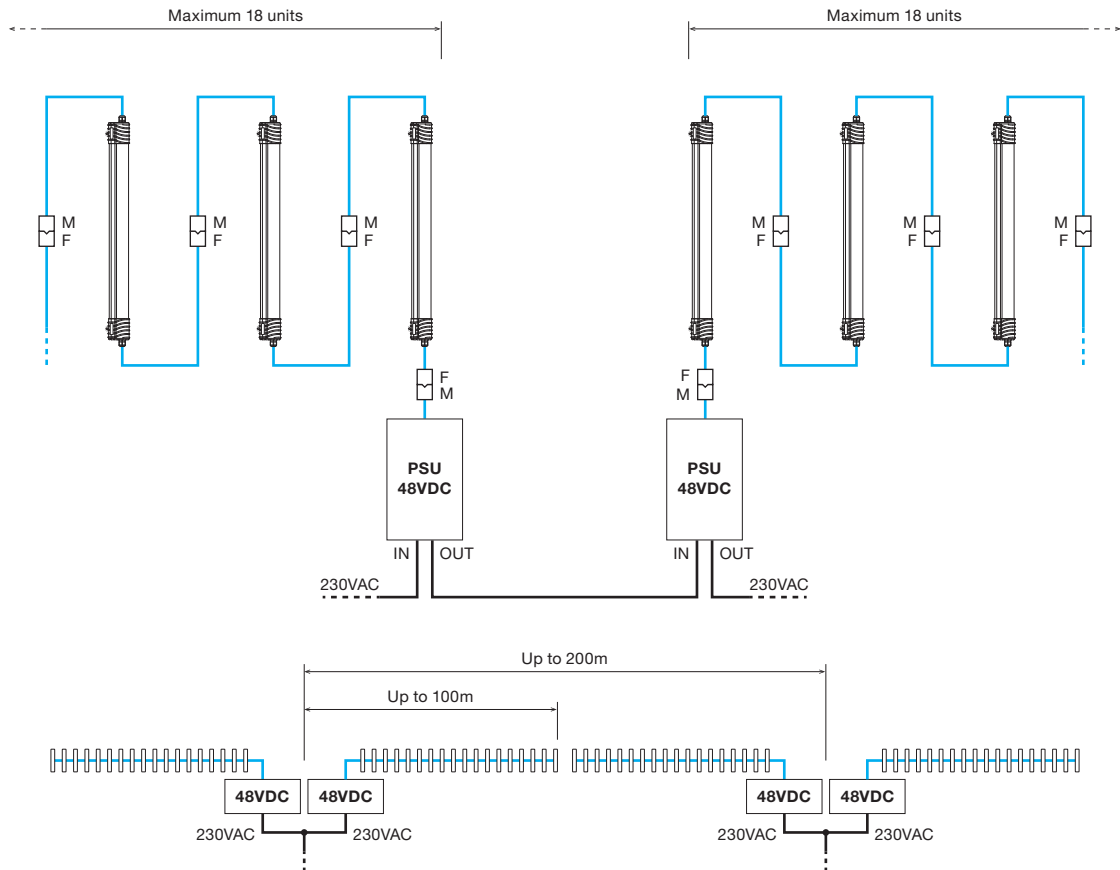 Maximum 18 units
Maximum 18 units
M
F
M
F
M
F
M
F
M
F
M
F
F
M
F
M
PSU
48VDC
PSU
48VDC
IN
OUT
IN
OUT
230VAC
230VAC
Up to 200m
Up to 100m
48VDC
48VDC
48VDC
48VDC
230VAC
230VAC
230VAC
230VAC